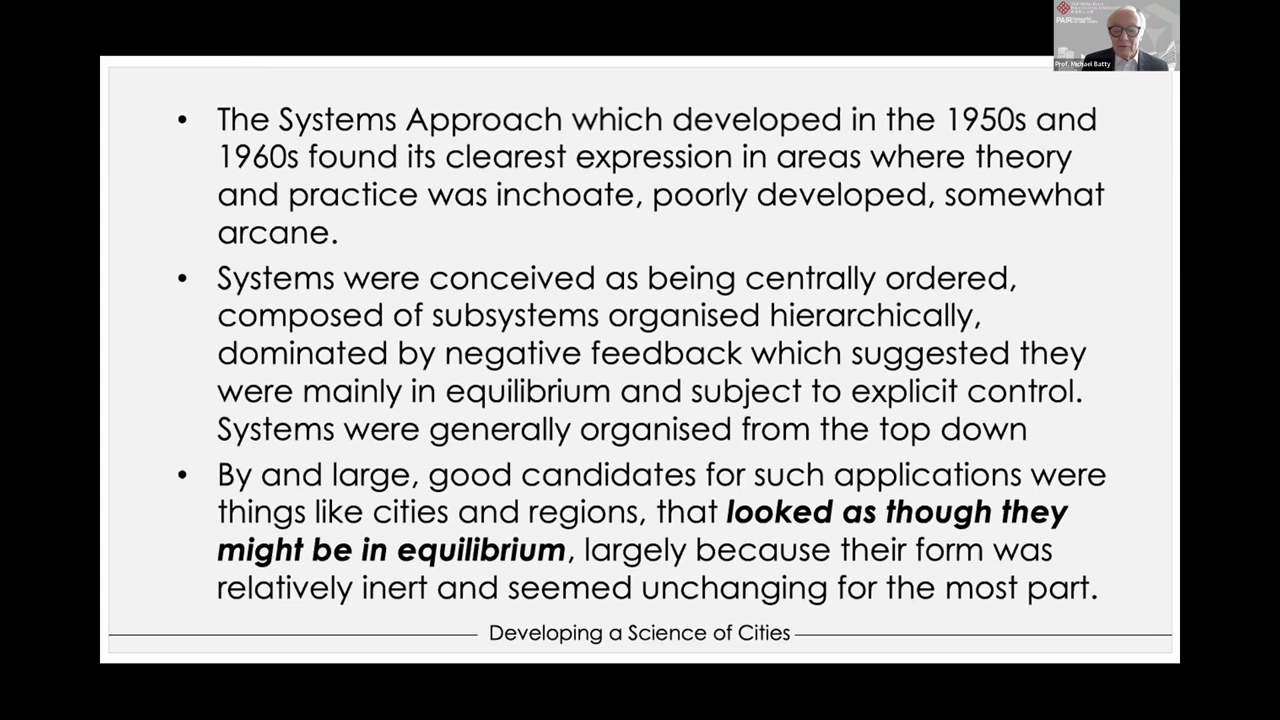 PAIR
Prof. Michael Batty
• The Systems Approach which developed in the 1950s and
1960s found its clearest expression in areas where theory
and practice was inchoate, poorly developed, somewhat
arcane.
• Systems were conceived as being centrally ordered,
composed of subsystems organised hierarchically,
dominated by negative feedback which suggested they
were mainly in equilibrium and subject to explicit control.
Systems were generally organised from the top down
• By and large, good candidates for such applications were
things like cities and regions, that looked as though they
might be in equilibrium, largely because their form was
relatively inert and seemed unchanging for the most part.
Developing a Science of Cities